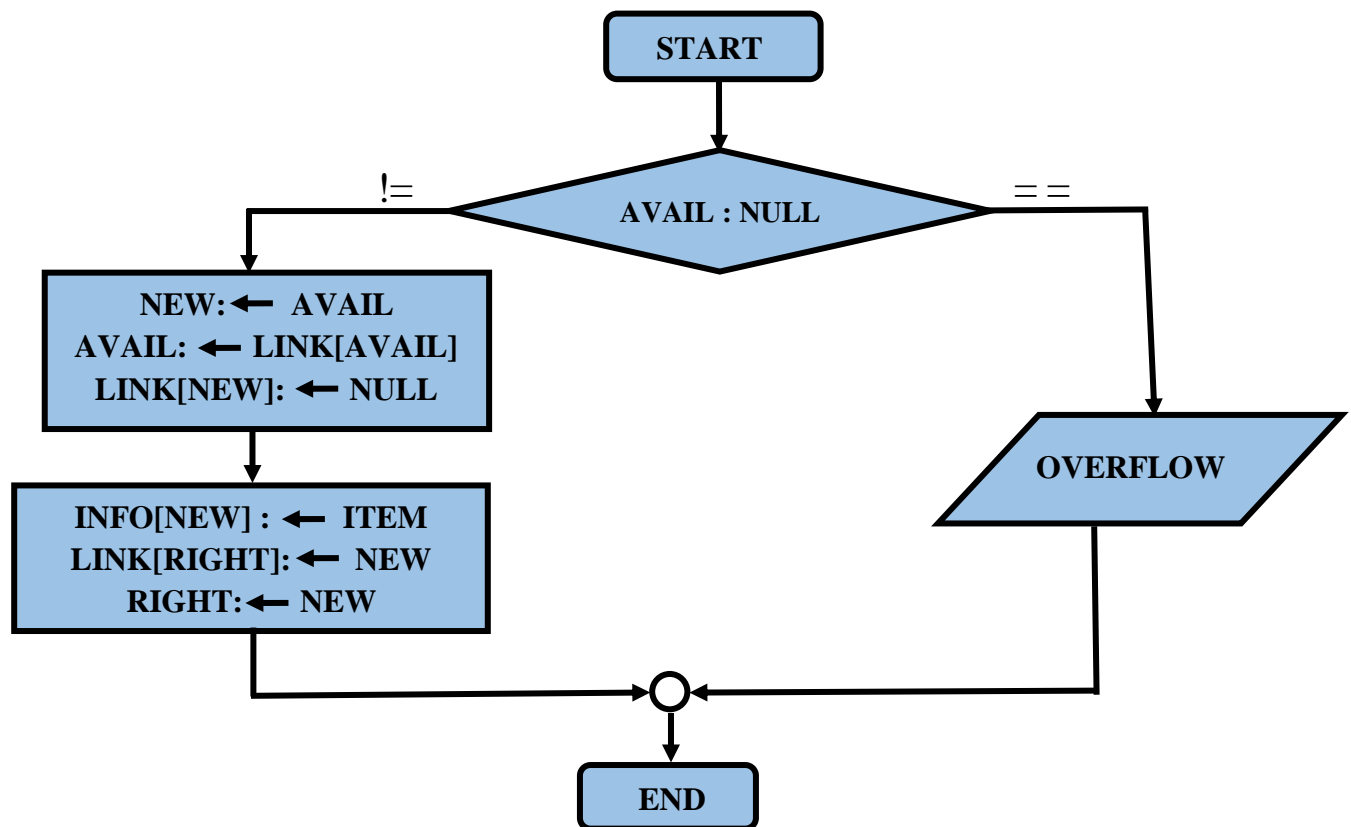 START
!=
= =
AVAIL : NULL
NEW:← AVAIL
AVAIL: ← LINK[AVAIL]
LINK[NEW]: ← NULL
OVERFLOW
INFO[NEW] : ← ITEM
LINK[RIGHT]:← NEW
RIGHT:← NEW
END